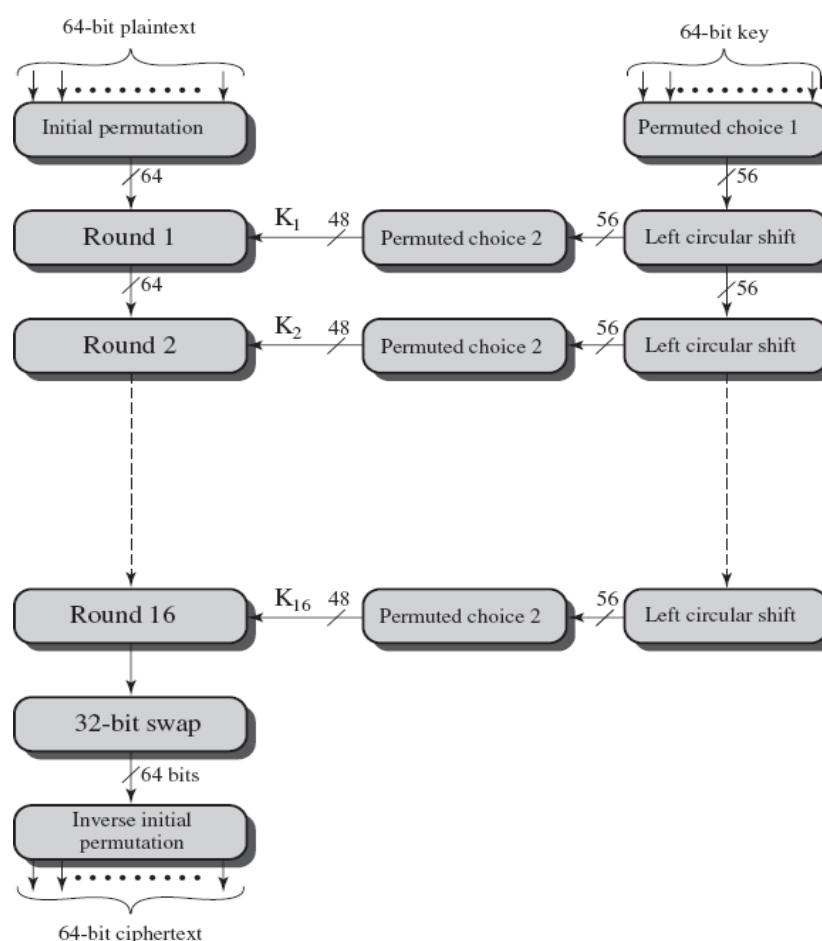 64-bit plaintext
64-bit key
Initial permutation
Permuted choice 1
64
56
Round 1
K1
48
Permuted choice 2
56
Left circular shift
64
56
Round 2
K2
48
Permuted choice 2
56
Left circular shift
Round 16
K16
48
Permuted choice 2
56
Left circular shift
32-bit swap
64 bits
Inverse initial
permutation
64-bit ciphertext